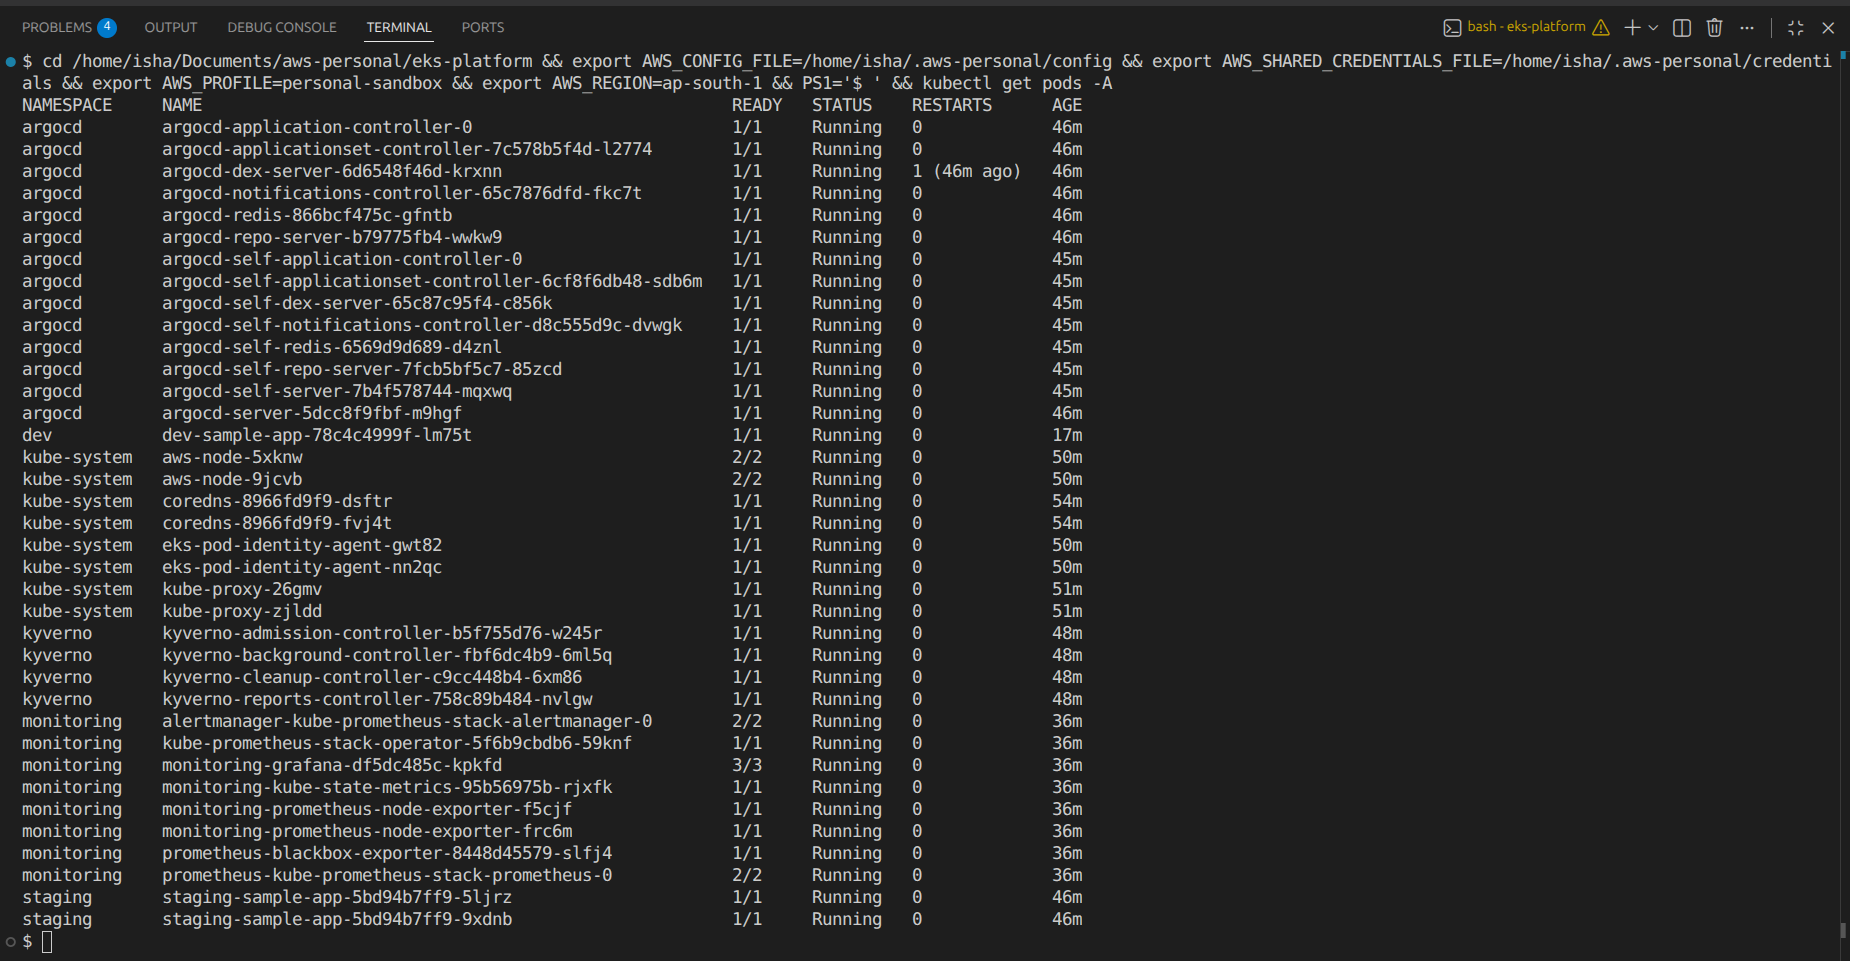 PROBLEMS 4 OUTPUT DEBUG CONSOLE TERMINAL PORTS bash - eks-platform
$ cd /home/isha/Documents/aws-personal/eks-platform && export AWS_CONFIG_FILE=/home/isha/.aws-personal/config && export AWS_SHARED_CREDENTIALS_FILE=/home/isha/.aws-personal/credenti
als && export AWS_PROFILE=personal-sandbox && export AWS_REGION=ap-south-1 && PS1='$ ' && kubectl get pods -A
NAMESPACE NAME READY STATUS RESTARTS AGE
argocd argocd-application-controller-0 1/1 Running 0 46m
argocd argocd-applicationset-controller-7c578b5f4d-l2774 1/1 Running 0 46m
argocd argocd-dex-server-6d6548f46d-krxnn 1/1 Running 1 (46m ago) 46m
argocd argocd-notifications-controller-65c7876dfd-fkc7t 1/1 Running 0 46m
argocd argocd-redis-866bcf475c-gfntb 1/1 Running 0 46m
argocd argocd-repo-server-b79775fb4-wwkw9 1/1 Running 0 46m
argocd argocd-self-application-controller-0 1/1 Running 0 45m
argocd argocd-self-applicationset-controller-6cf8f6db48-sdb6m 1/1 Running 0 45m
argocd argocd-self-dex-server-65c87c95f4-c856k 1/1 Running 0 45m
argocd argocd-self-notifications-controller-d8c555d9c-dvwgk 1/1 Running 0 45m
argocd argocd-self-redis-6569d9d689-d4znl 1/1 Running 0 45m
argocd argocd-self-repo-server-7fcb5bf5c7-85zcd 1/1 Running 0 45m
argocd argocd-self-server-7b4f578744-mqxwq 1/1 Running 0 45m
argocd argocd-server-5dcc8f9fbf-m9hgf 1/1 Running 0 46m
dev dev-sample-app-78c4c4999f-lm75t 1/1 Running 0 17m
kube-system aws-node-5xknw 2/2 Running 0 50m
kube-system aws-node-9jcvb 2/2 Running 0 50m
kube-system coredns-8966fd9f9-dsftr 1/1 Running 0 54m
kube-system coredns-8966fd9f9-fvj4t 1/1 Running 0 54m
kube-system eks-pod-identity-agent-gwt82 1/1 Running 0 50m
kube-system eks-pod-identity-agent-nn2qc 1/1 Running 0 50m
kube-system kube-proxy-26gmv 1/1 Running 0 51m
kube-system kube-proxy-zjldd 1/1 Running 0 51m
kyverno kyverno-admission-controller-b5f755d76-w245r 1/1 Running 0 48m
kyverno kyverno-background-controller-fbf6dc4b9-6ml5q 1/1 Running 0 48m
kyverno kyverno-cleanup-controller-c9cc448b4-6xm86 1/1 Running 0 48m
kyverno kyverno-reports-controller-758c89b484-nvlgw 1/1 Running 0 48m
monitoring alertmanager-kube-prometheus-stack-alertmanager-0 2/2 Running 0 36m
monitoring kube-prometheus-stack-operator-5f6b9cbdb6-59knf 1/1 Running 0 36m
monitoring monitoring-grafana-df5dc485c-kpkfd 3/3 Running 0 36m
monitoring monitoring-kube-state-metrics-95b56975b-rjxfk 1/1 Running 0 36m
monitoring monitoring-prometheus-node-exporter-f5cjf 1/1 Running 0 36m
monitoring monitoring-prometheus-node-exporter-frc6m 1/1 Running 0 36m
monitoring prometheus-blackbox-exporter-8448d45579-slfj4 1/1 Running 0 36m
monitoring prometheus-kube-prometheus-stack-prometheus-0 2/2 Running 0 36m
staging staging-sample-app-5bd94b7ff9-5ljrz 1/1 Running 0 46m
staging staging-sample-app-5bd94b7ff9-9xdnb 1/1 Running 0 46m
$